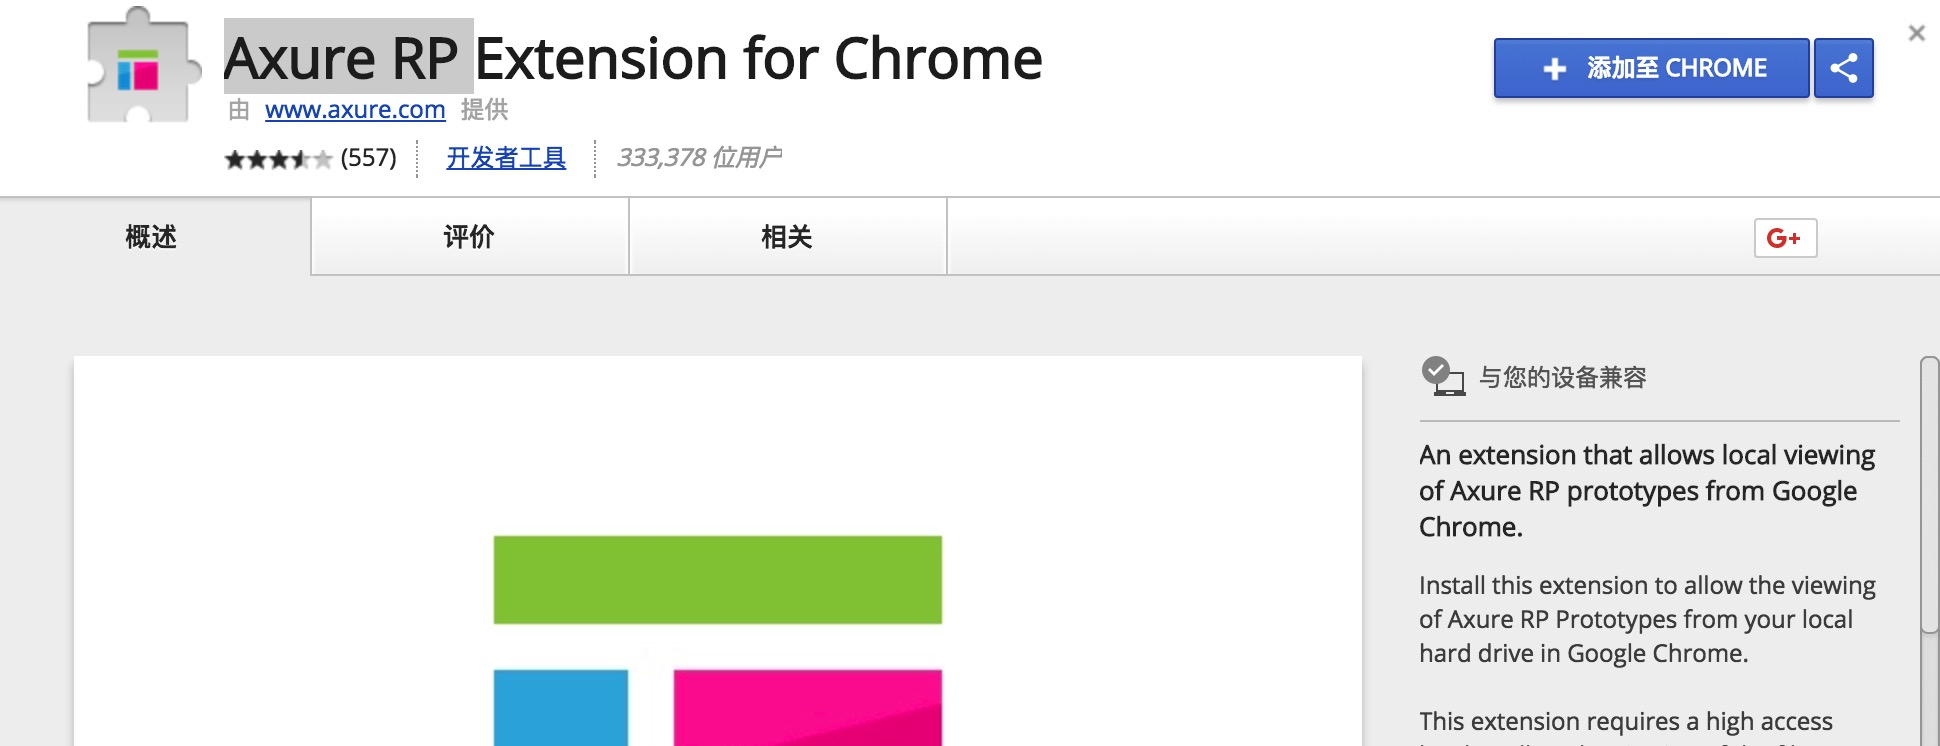 Axure RP Extension for Chrome
添加至 CHROME
由 www.axure.com 提供
(557) 开发者工具 333,378 位用户
概述 评价 相关 G+
与您的设备兼容
An extension that allows local viewing
of Axure RP prototypes from Google
Chrome.
Install this extension to allow the viewing
of Axure RP Prototypes from your local
hard drive in Google Chrome.
This extension requires a high access